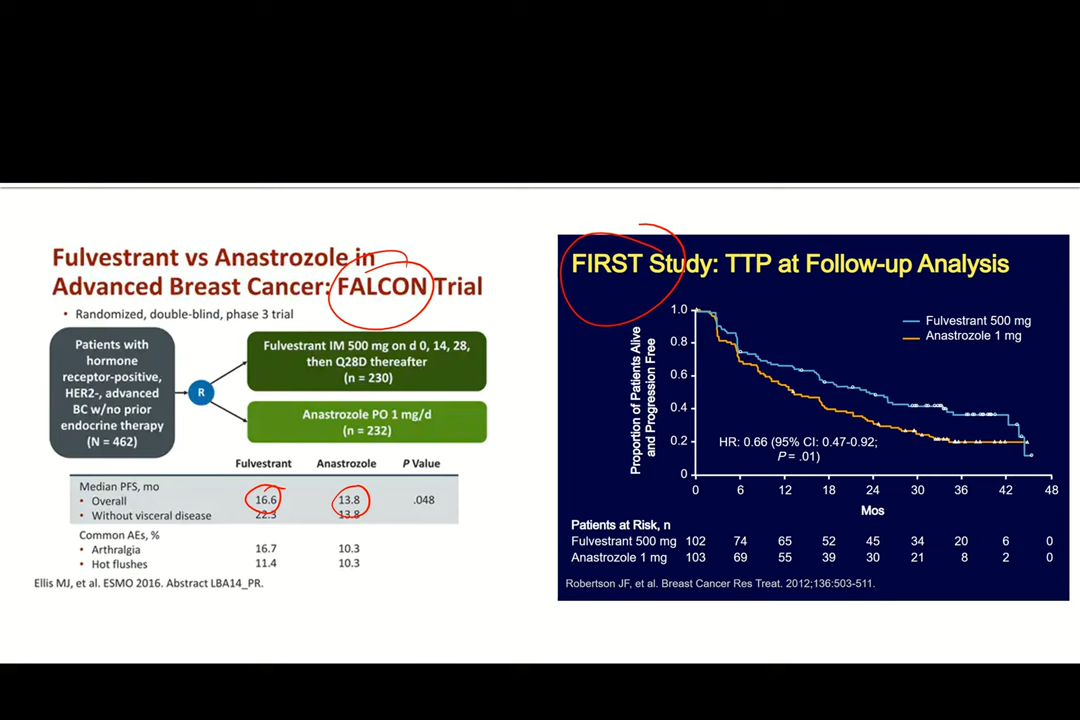 Fulvestrant vs Anastrozole in
Advanced Breast Cancer: FALCON Trial
• Randomized, double-blind, phase 3 trial
Patients with
hormone
receptor-positive,
HER2-, advanced
BC w/no prior
endocrine therapy
(N = 462)
R
Fulvestrant IM 500 mg on d 0, 14, 28,
then Q28D thereafter
(n = 230)
Anastrozole PO 1 mg/d
(n = 232)
Fulvestrant Anastrozole P Value
Median PFS, mo
• Overall 16.6 13.8 .048
• Without visceral disease 22.3 13.8
Common AEs, %
• Arthralgia 16.7 10.3
• Hot flushes 11.4 10.3
Ellis MJ, et al. ESMO 2016. Abstract LBA14_PR.
FIRST Study: TTP at Follow-up Analysis
Proportion of Patients Alive
and Progression Free
1.0
0.8
0.6
0.4
0.2
0
Fulvestrant 500 mg
Anastrozole 1 mg
HR: 0.66 (95% CI: 0.47-0.92;
P = .01)
0 6 12 18 24 30 36 42 48
Mos
Patients at Risk, n
Fulvestrant 500 mg 102 74 65 52 45 34 20 6 0
Anastrozole 1 mg 103 69 55 39 30 21 8 2 0
Robertson JF, et al. Breast Cancer Res Treat. 2012;136:503-511.